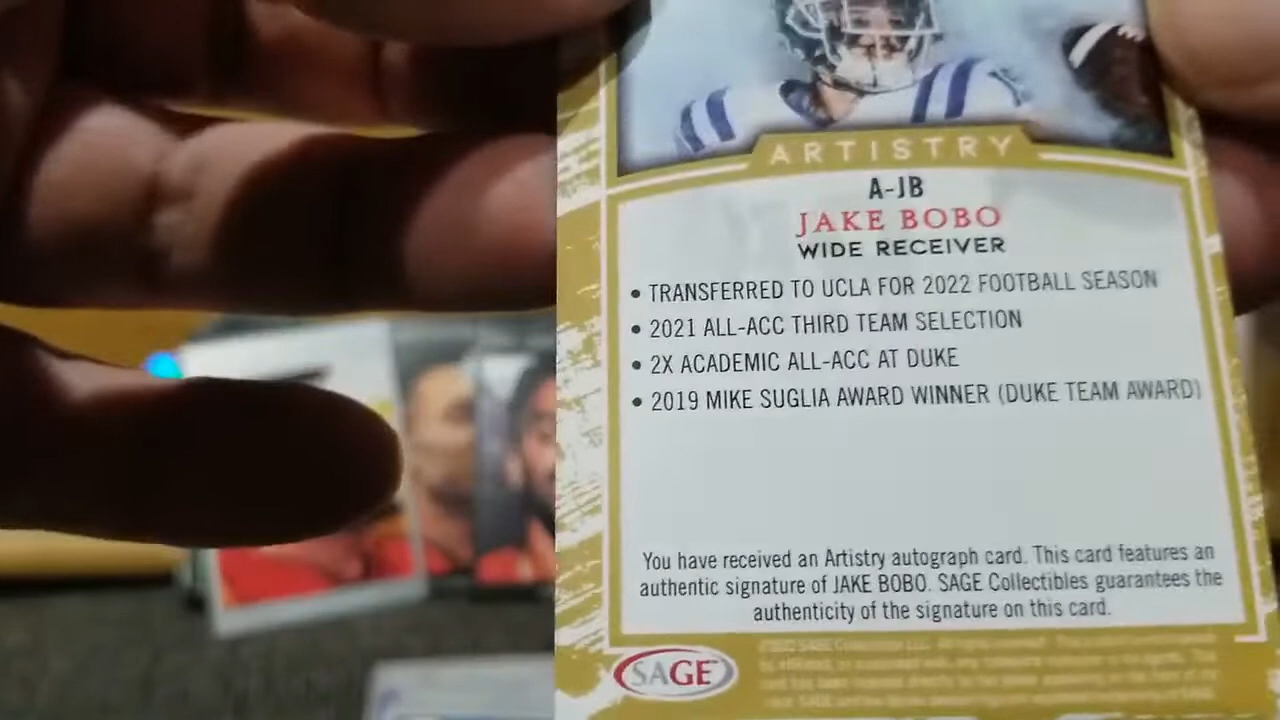 ARTISTRY
A-JB
JAKE BOBO
WIDE RECEIVER
• TRANSFERRED TO UCLA FOR 2022 FOOTBALL SEASON
• 2021 ALL-ACC THIRD TEAM SELECTION
• 2X ACADEMIC ALL-ACC AT DUKE
• 2019 MIKE SUGLIA AWARD WINNER (DUKE TEAM AWARD)
You have received an Artistry autograph card. This card features an
authentic signature of JAKE BOBO. SAGE Collectibles guarantees the
authenticity of the signature on this card.
SAGE